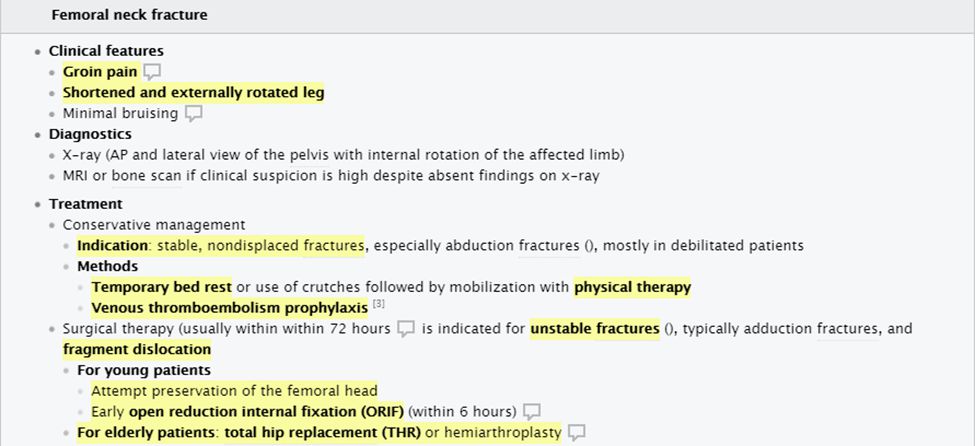 Femoral neck fracture
Clinical features
Groin pain
Shortened and externally rotated leg
Minimal bruising
Diagnostics
X-ray (AP and lateral view of the pelvis with internal rotation of the affected limb)
MRI or bone scan if clinical suspicion is high despite absent findings on x-ray
Treatment
Conservative management
Indication: stable, nondisplaced fractures, especially abduction fractures (), mostly in debilitated patients
Methods
Temporary bed rest or use of crutches followed by mobilization with physical therapy
Venous thromboembolism prophylaxis [3]
Surgical therapy (usually within within 72 hours is indicated for unstable fractures (), typically adduction fractures, and
fragment dislocation
For young patients
Attempt preservation of the femoral head
Early open reduction internal fixation (ORIF) (within 6 hours)
For elderly patients: total hip replacement (THR) or hemiarthroplasty